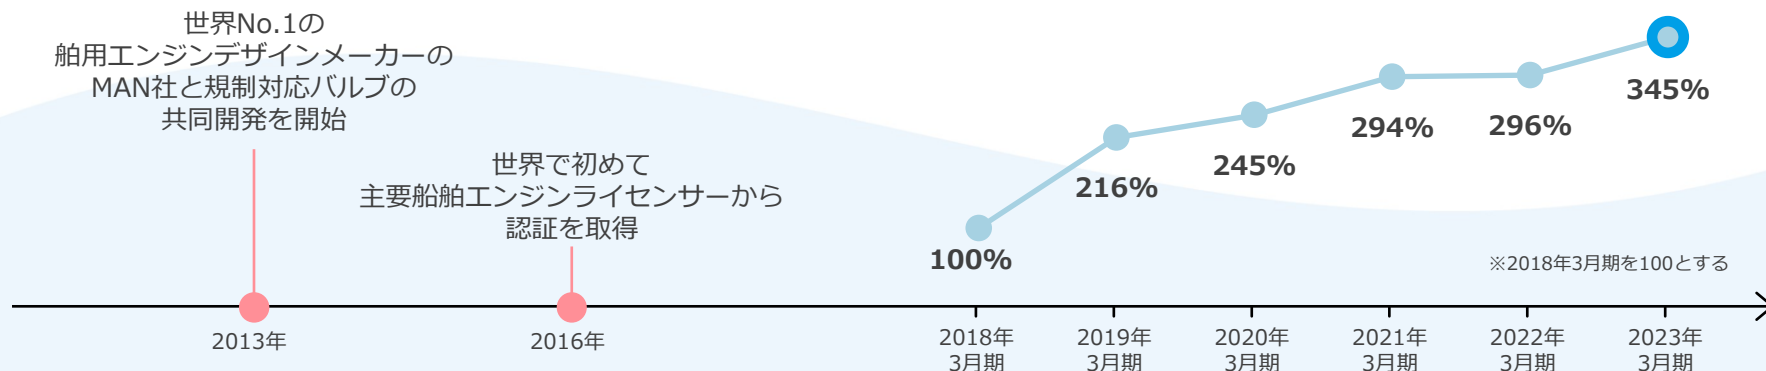 世界No.1の
舶用エンジンデザインメーカーの
MAN社と規制対応バルブの
共同開発を開始
世界で初めて
主要船舶エンジンライセンサーから
認証を取得
100%
216%
245%
294%
296%
345%
※2018年3月期を100とする
2013年
2016年
2018年
3月期
2019年
3月期
2020年
3月期
2021年
3月期
2022年
3月期
2023年
3月期